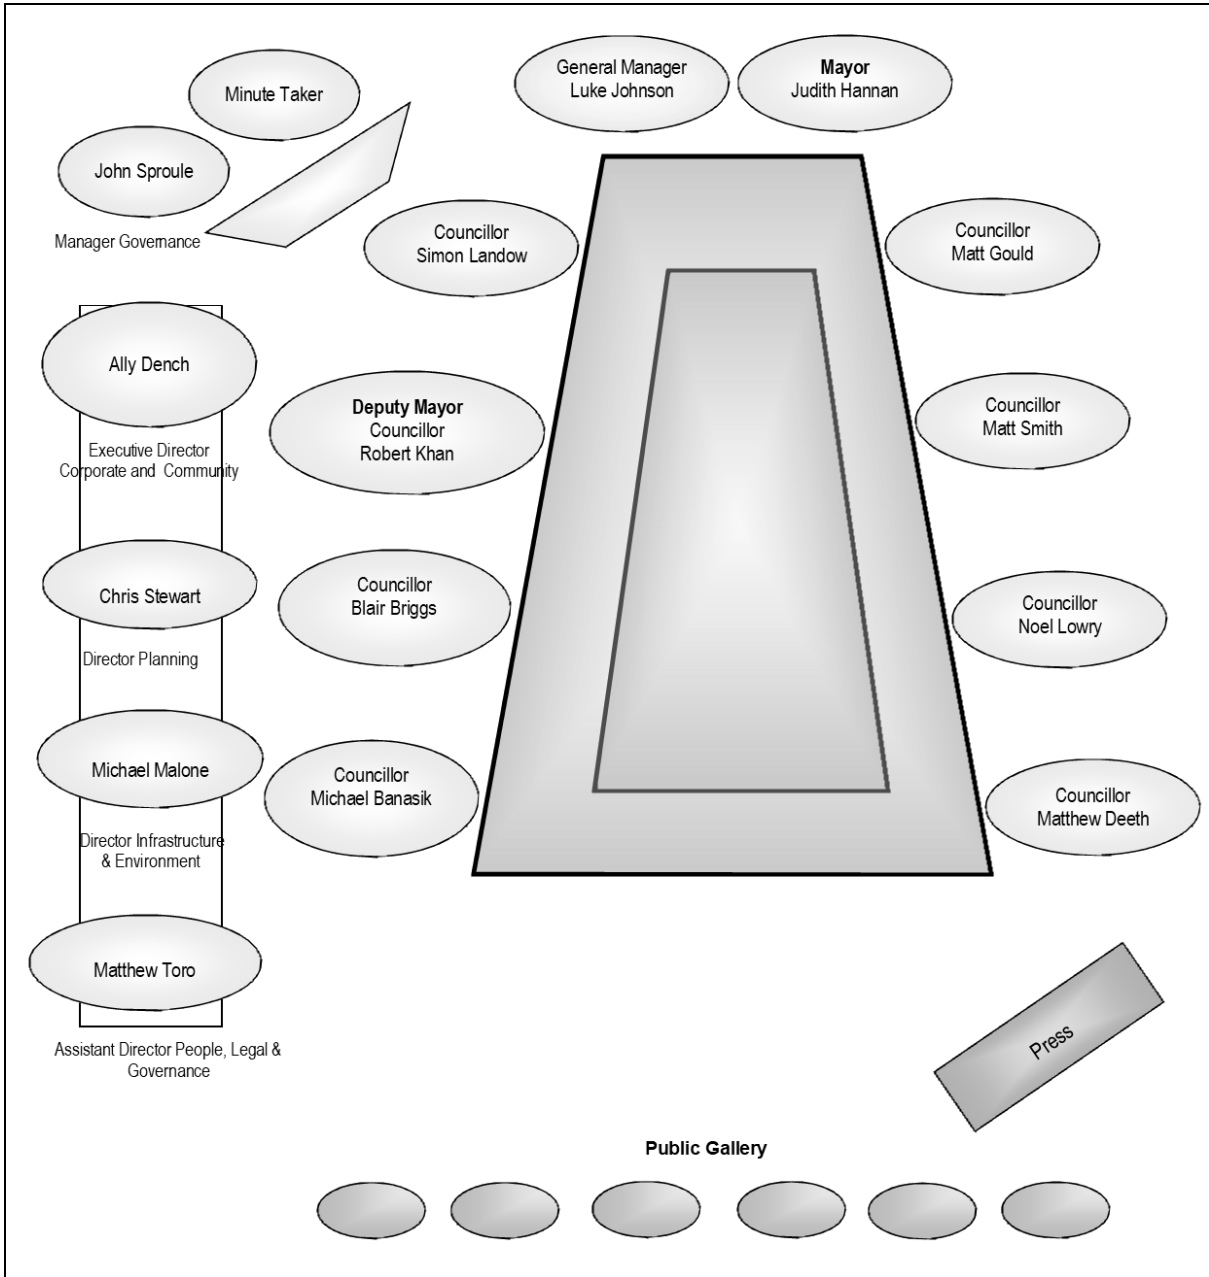 General Manager
Luke Johnson
Mayor
Judith Hannan
Minute Taker
John Sproule
Manager Governance
Councillor
Simon Landow
Councillor
Matt Gould
Ally Dench
Executive Director
Corporate and Community
Deputy Mayor
Councillor
Robert Khan
Councillor
Matt Smith
Chris Stewart
Director Planning
Councillor
Blair Briggs
Councillor
Noel Lowry
Michael Malone
Director Infrastructure
& Environment
Councillor
Michael Banasik
Councillor
Matthew Deeth
Matthew Toro
Assistant Director People, Legal &
Governance
Press
Public Gallery